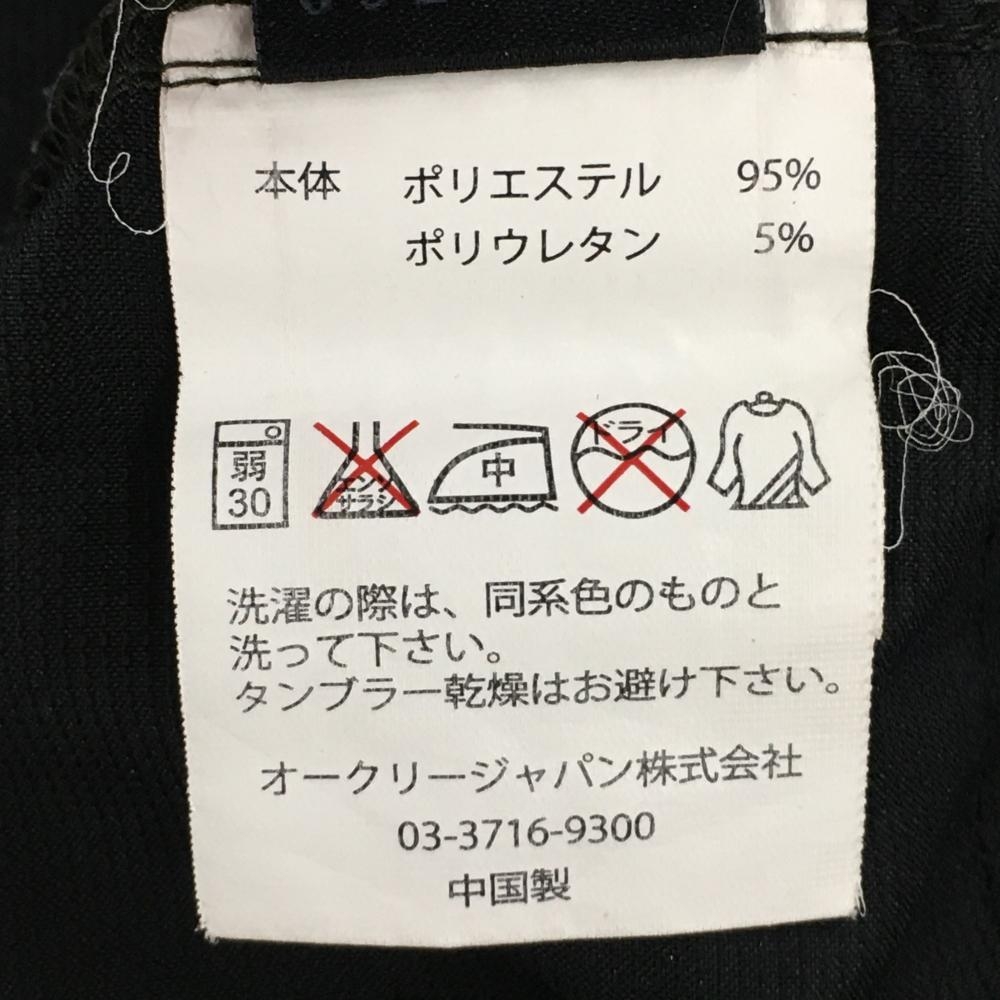 本体 ポリエステル 95%
ポリウレタン 5%
弱
30
エンソ
サラシ
中
ドライ
洗濯の際は、同系色のものと
洗って下さい。
タンブラー乾燥はお避け下さい。
オークリージャパン株式会社
03-3716-9300
中国製